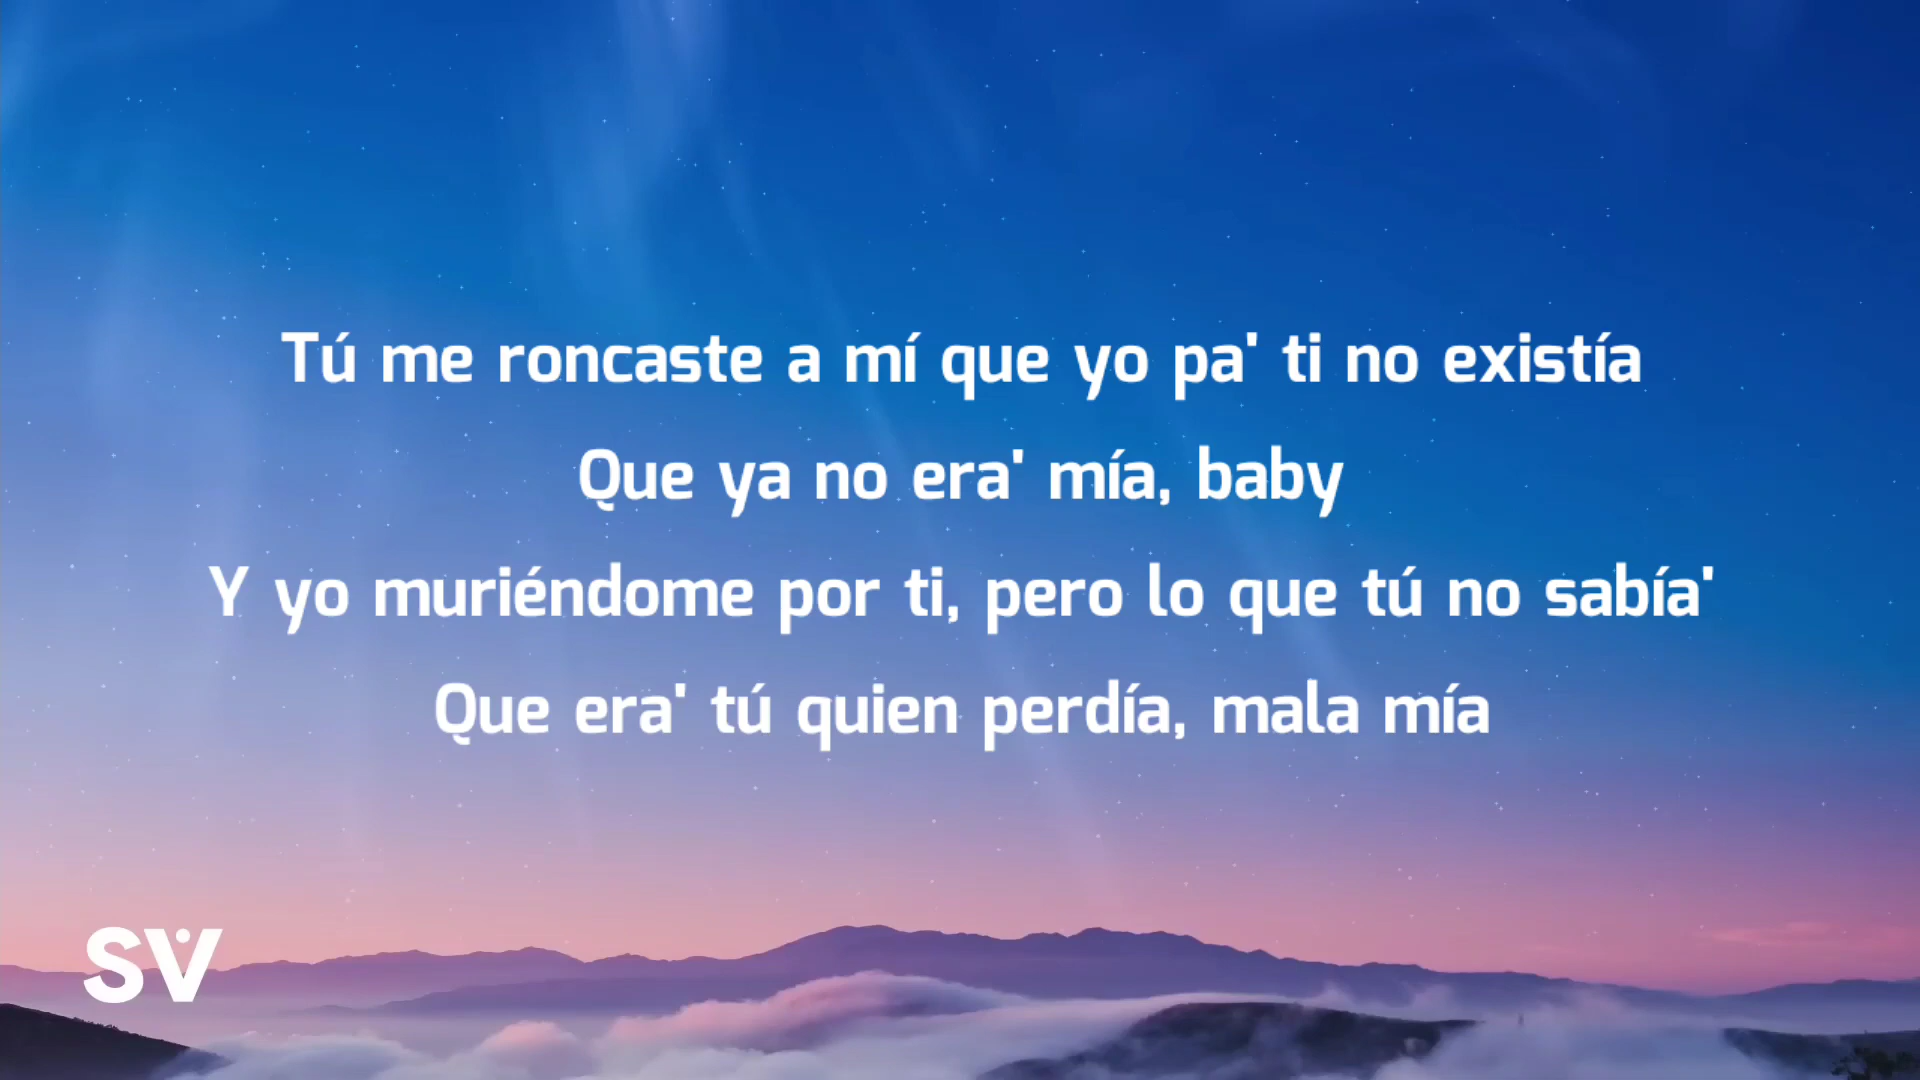 Tú me roncaste a mí que yo pa' ti no existía
Que ya no era' mía, baby
Y yo muriéndome por ti, pero lo que tú no sabía'
Que era' tú quien perdía, mala mía
SV